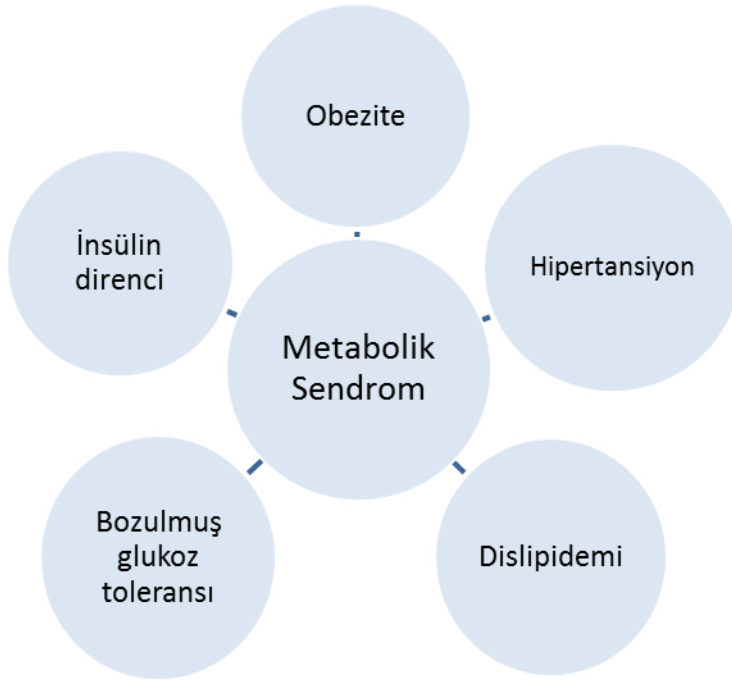 Obezite
İnsülin
direnci
Hipertansiyon
Metabolik
Sendrom
Bozulmuş
glukoz
toleransı
Dislipidemi